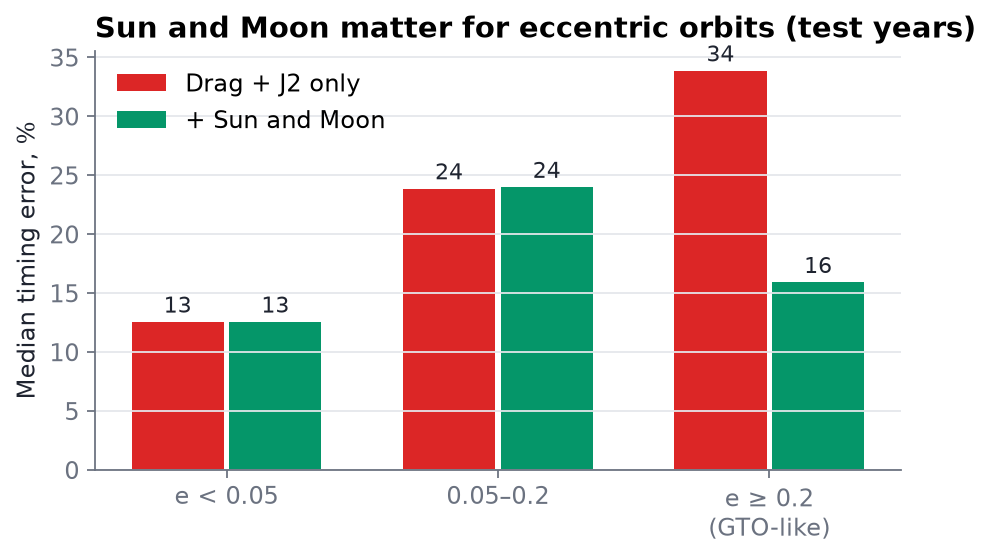 Sun and Moon matter for eccentric orbits (test years)
Median timing error, %
35
30
25
20
15
10
5
0
Drag + J2 only
+ Sun and Moon
13
13
24
24
34
16
e < 0.05
0.05–0.2
e ≥ 0.2
(GTO-like)